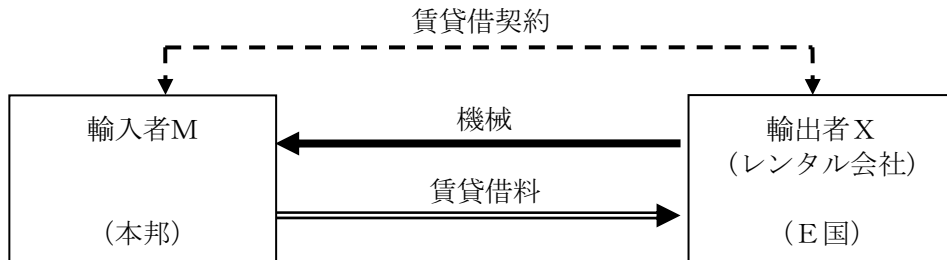 賃貸借契約
輸入者M
機械
輸出者X
（レンタル会社）
賃貸借料
（本邦）
（E国）